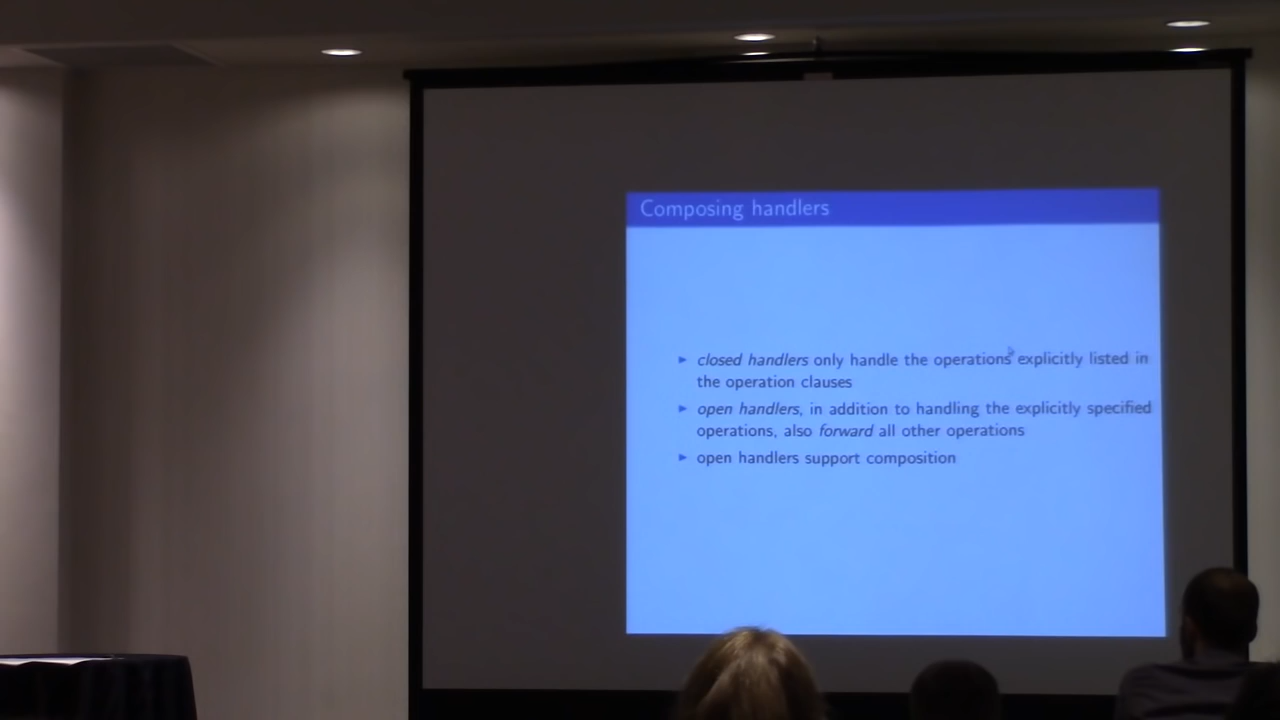 Composing handlers
closed handlers only handle the operations explicitly listed in
the operation clauses
open handlers, in addition to handling the explicitly specified
operations, also forward all other operations
open handlers support composition